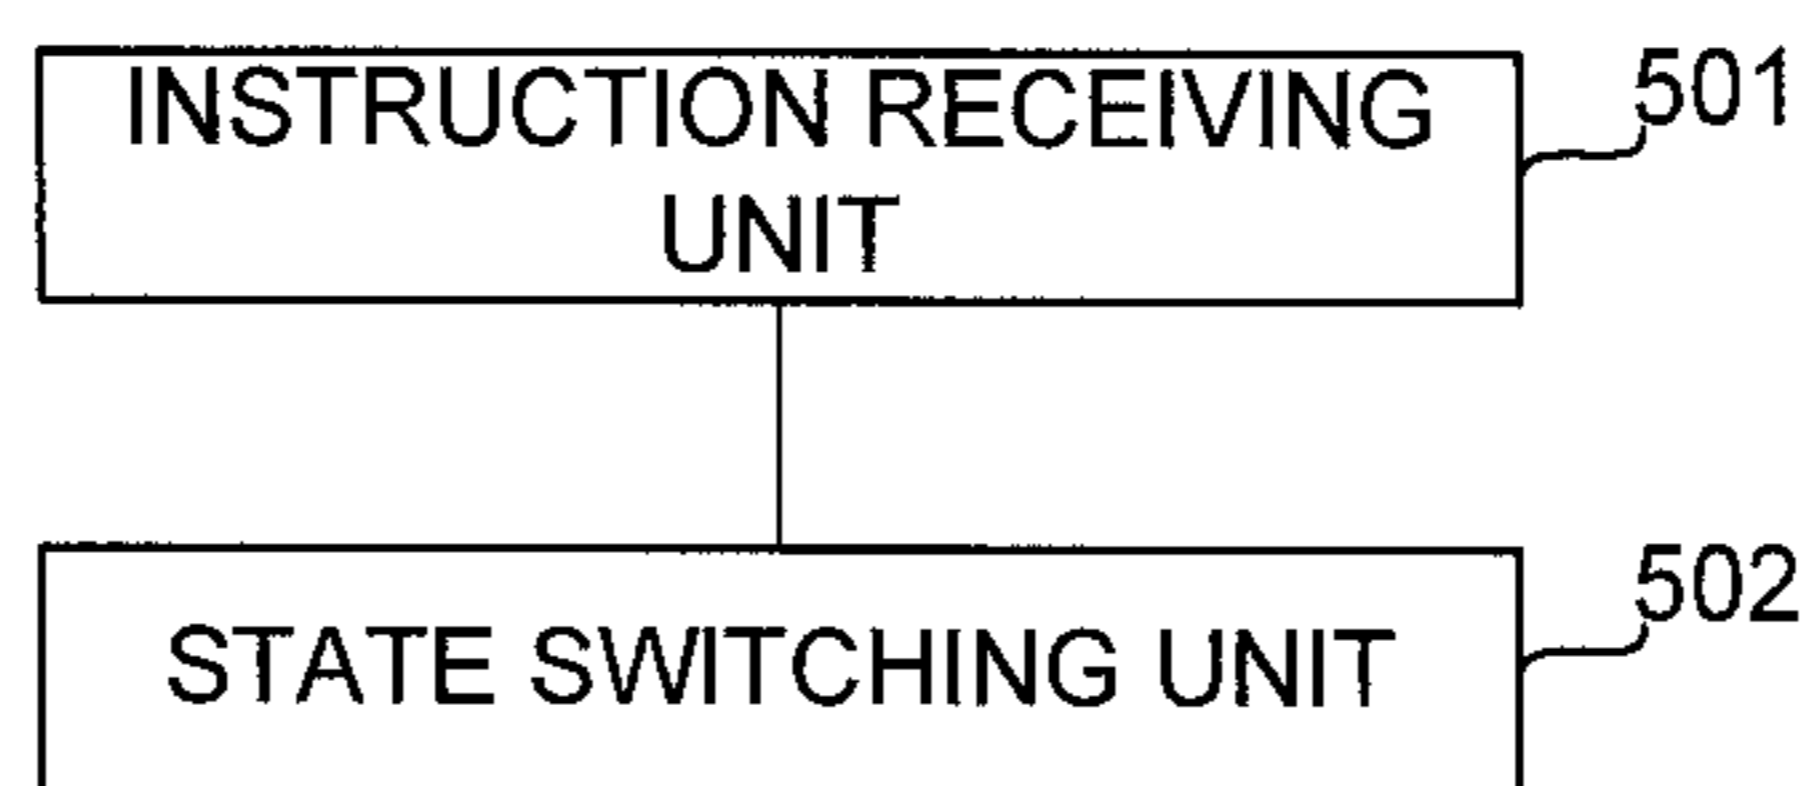 INSTRUCTION RECEIVING
UNIT
501
STATE SWITCHING UNIT
502